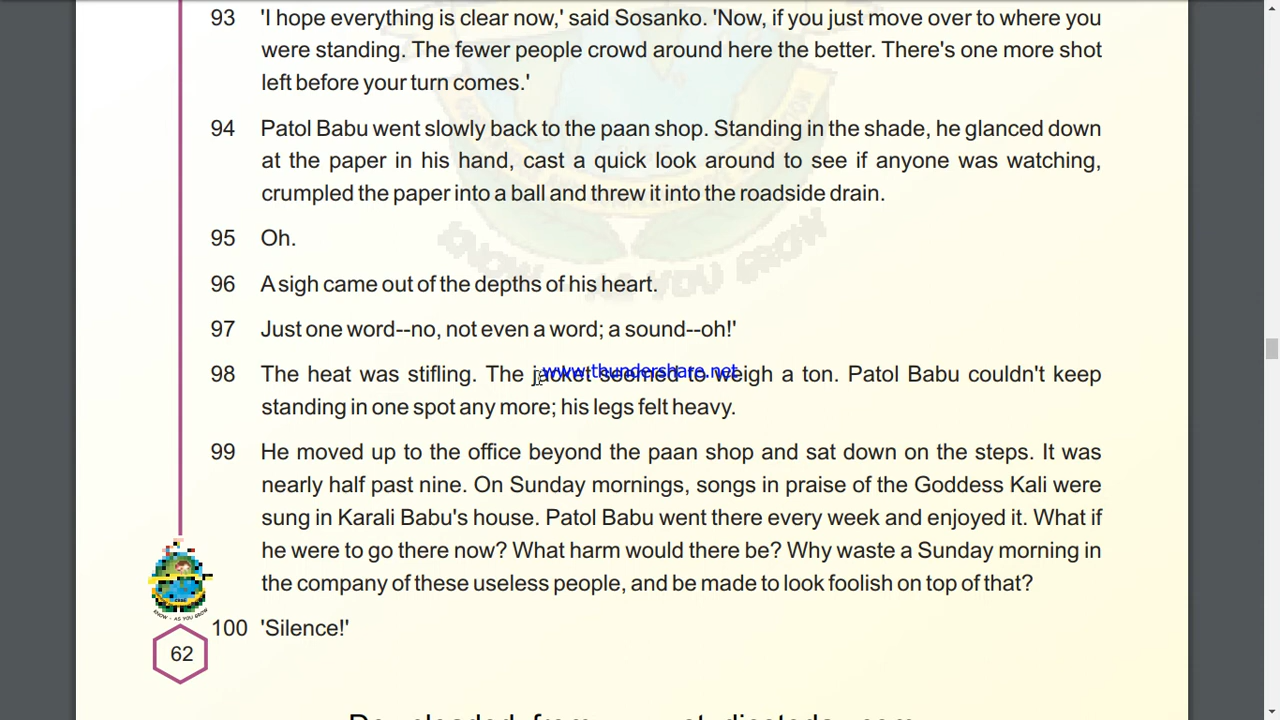 93 'I hope everything is clear now,' said Sosanko. 'Now, if you just move over to where you
were standing. The fewer people crowd around here the better. There's one more shot
left before your turn comes.'
94 Patol Babu went slowly back to the paan shop. Standing in the shade, he glanced down
at the paper in his hand, cast a quick look around to see if anyone was watching,
crumpled the paper into a ball and threw it into the roadside drain.
95 Oh.
96 A sigh came out of the depths of his heart.
97 Just one word--no, not even a word; a sound--oh!'
98 The heat was stifling. The jacket seemed to weigh a ton. Patol Babu couldn't keep
www.thundershare.net
standing in one spot any more; his legs felt heavy.
99 He moved up to the office beyond the paan shop and sat down on the steps. It was
nearly half past nine. On Sunday mornings, songs in praise of the Goddess Kali were
sung in Karali Babu's house. Patol Babu went there every week and enjoyed it. What if
he were to go there now? What harm would there be? Why waste a Sunday morning in
the company of these useless people, and be made to look foolish on top of that?
KNOW - AS YOU GROW
100 'Silence!'
62
Downloaded from